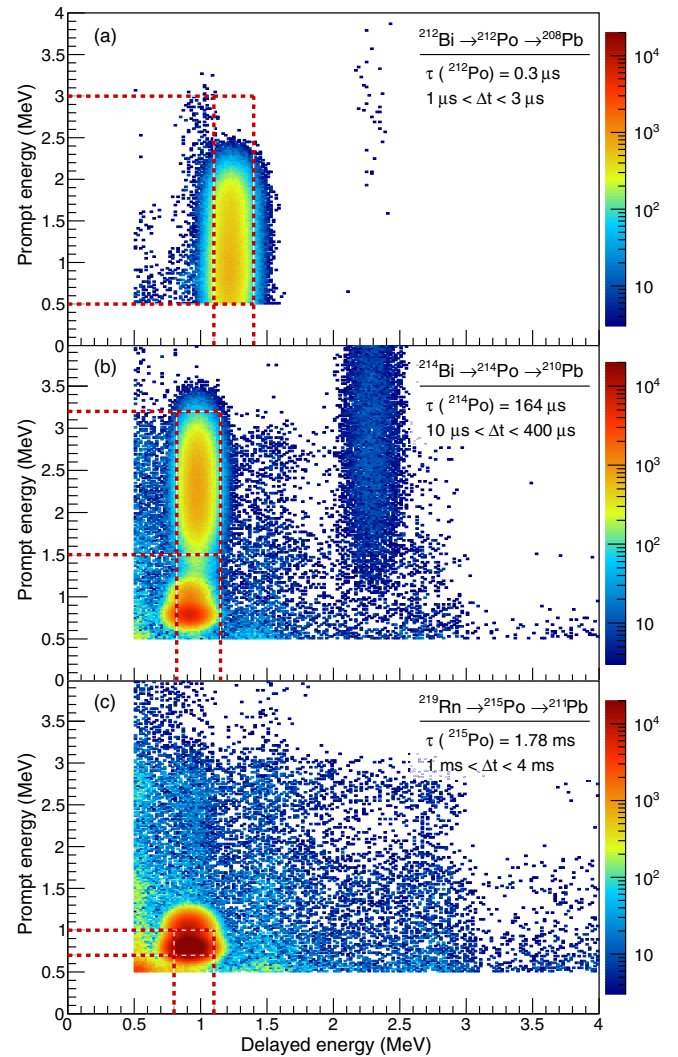 (a)
²¹²Bi →²¹²Po →²⁰⁸Pb
τ ( ²¹²Po) = 0.3 μs
1 μs < Δt < 3 μs
Prompt energy (MeV)
4
3.5
3
2.5
2
1.5
1
0.5
0
10⁴
10³
10²
10
(b)
²¹⁴Bi →²¹⁴Po →²¹⁰Pb
τ ( ²¹⁴Po) = 164 μs
10 μs < Δt < 400 μs
Prompt energy (MeV)
3.5
3
2.5
2
1.5
1
0.5
0
10⁴
10³
10²
10
(c)
²¹⁹Rn →²¹⁵Po →²¹¹Pb
τ ( ²¹⁵Po) = 1.78 ms
1 ms < Δt < 4 ms
Prompt energy (MeV)
3.5
3
2.5
2
1.5
1
0.5
0
10⁴
10³
10²
10
0 0.5 1 1.5 2 2.5 3 3.5 4
Delayed energy (MeV)